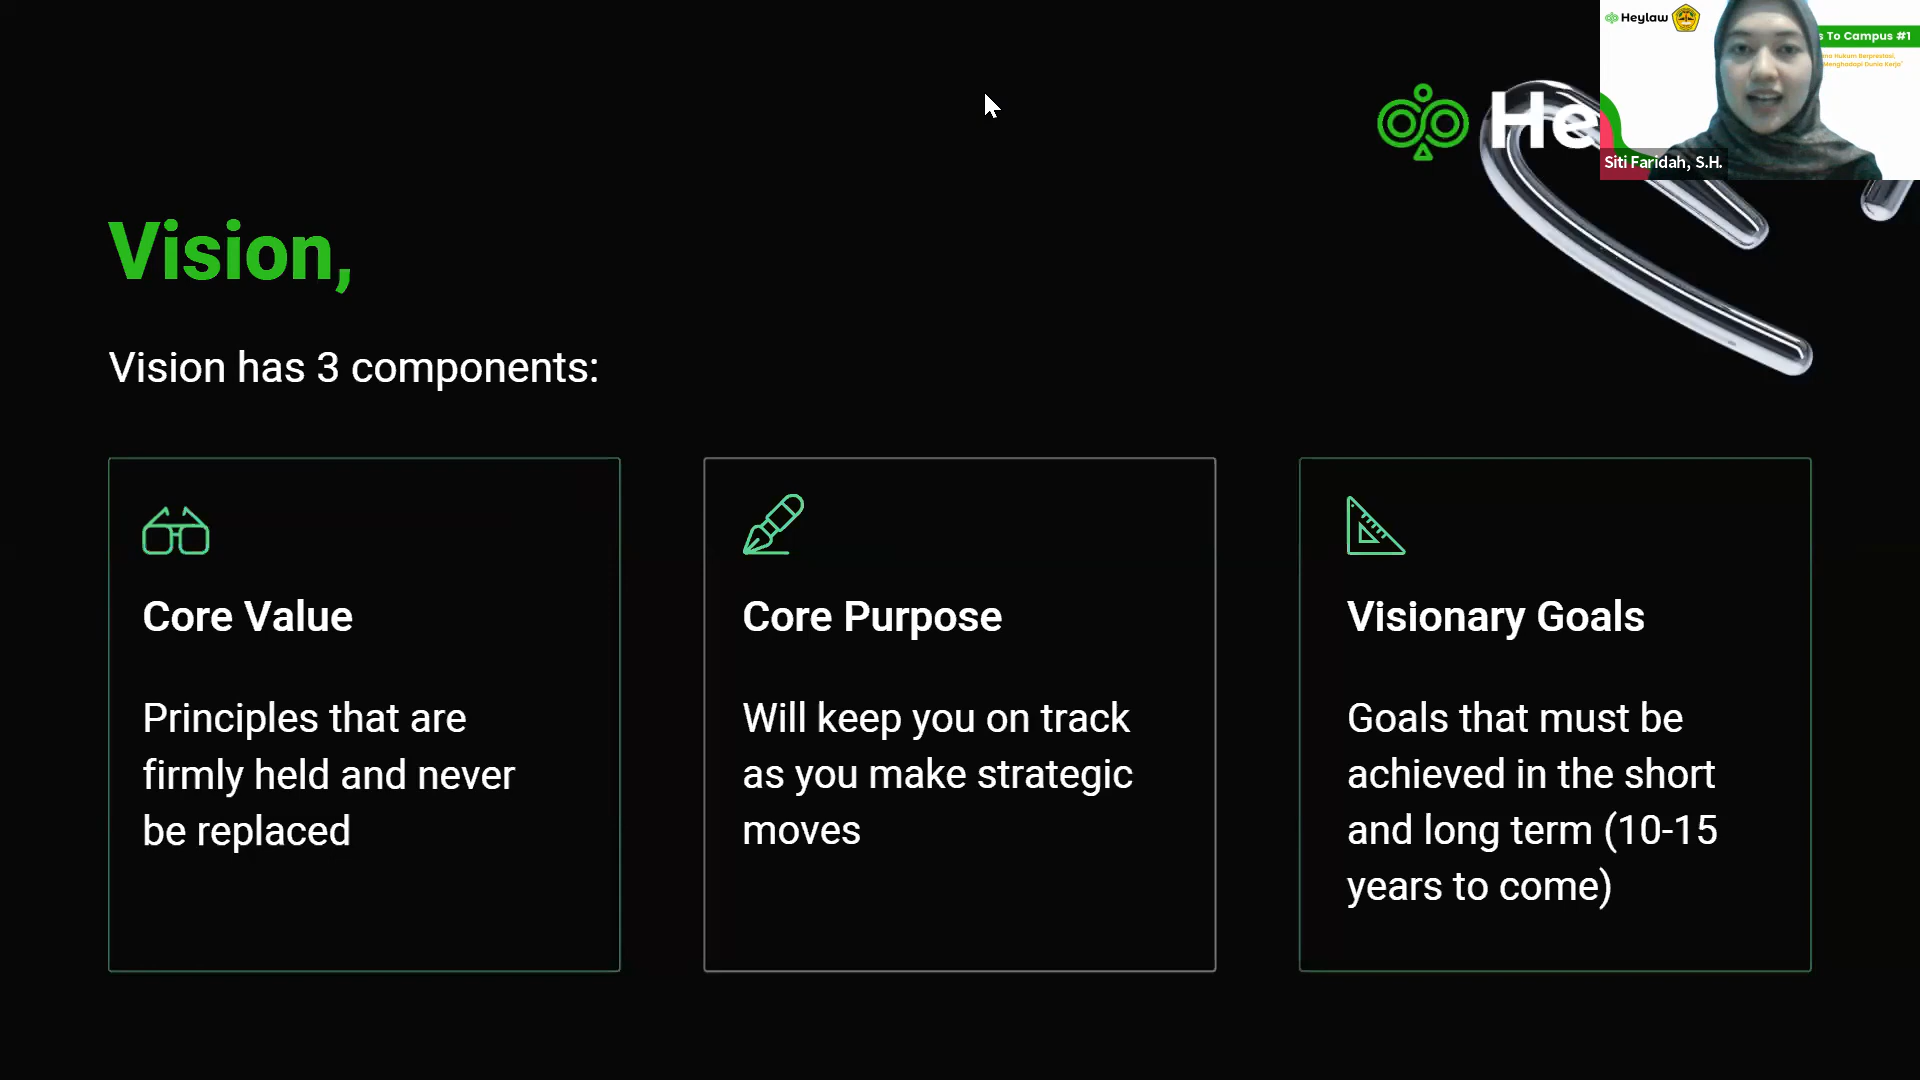 Heylaw
s To Campus #1
He
Siti Faridah, S.H.
Vision,
Vision has 3 components:
Core Value
Principles that are
firmly held and never
be replaced
Core Purpose
Will keep you on track
as you make strategic
moves
Visionary Goals
Goals that must be
achieved in the short
and long term (10-15
years to come)